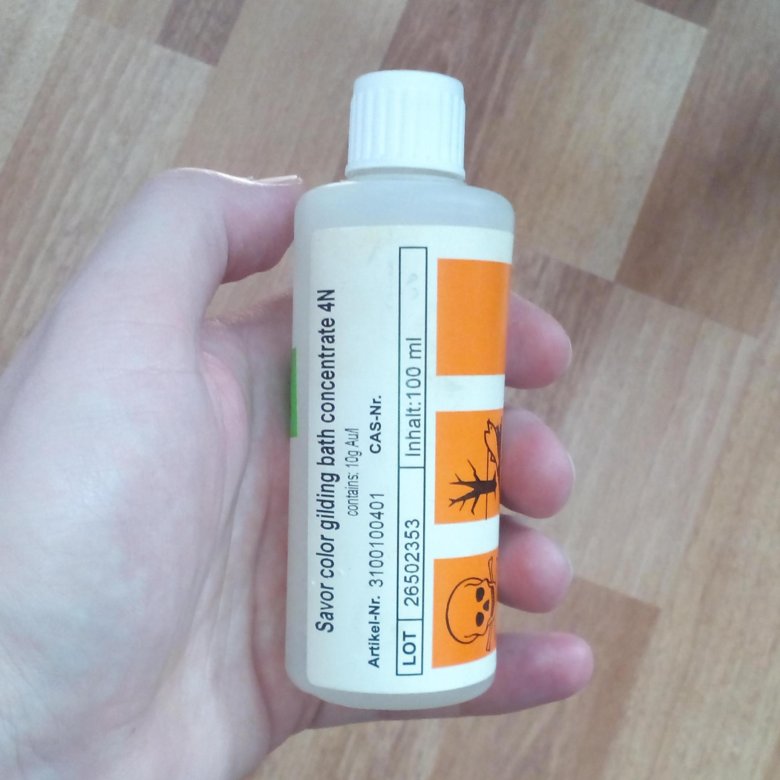 Savor color gilding bath concentrate 4N
contains: 10g Au/l
Artikel-Nr. 3100100401 CAS-Nr.
LOT 26502353 Inhalt:100 ml